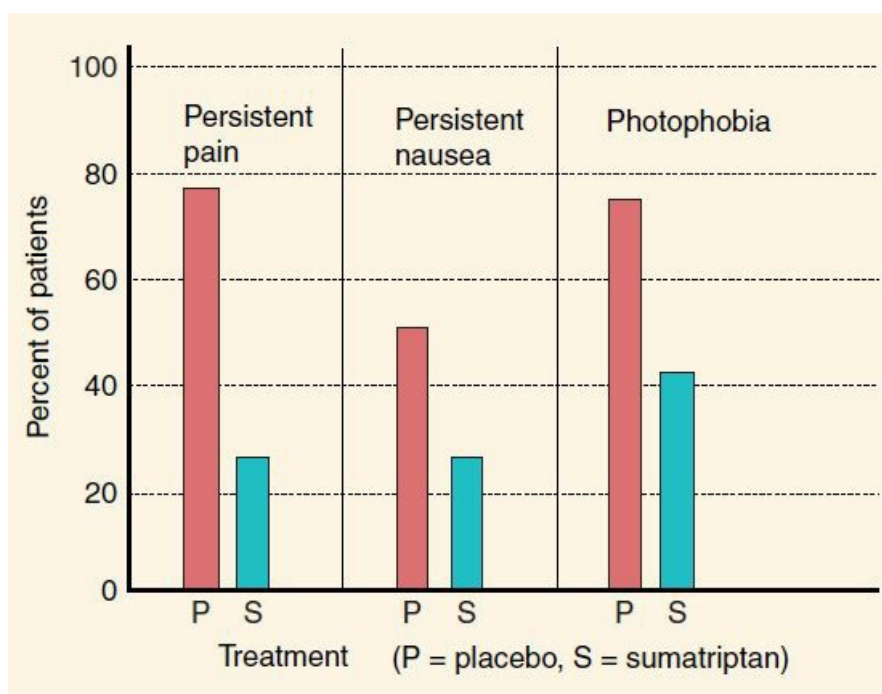 100
80
60
40
20
0
Percent of patients
Persistent
pain
Persistent
nausea
Photophobia
P S P S P S
Treatment (P = placebo, S = sumatriptan)